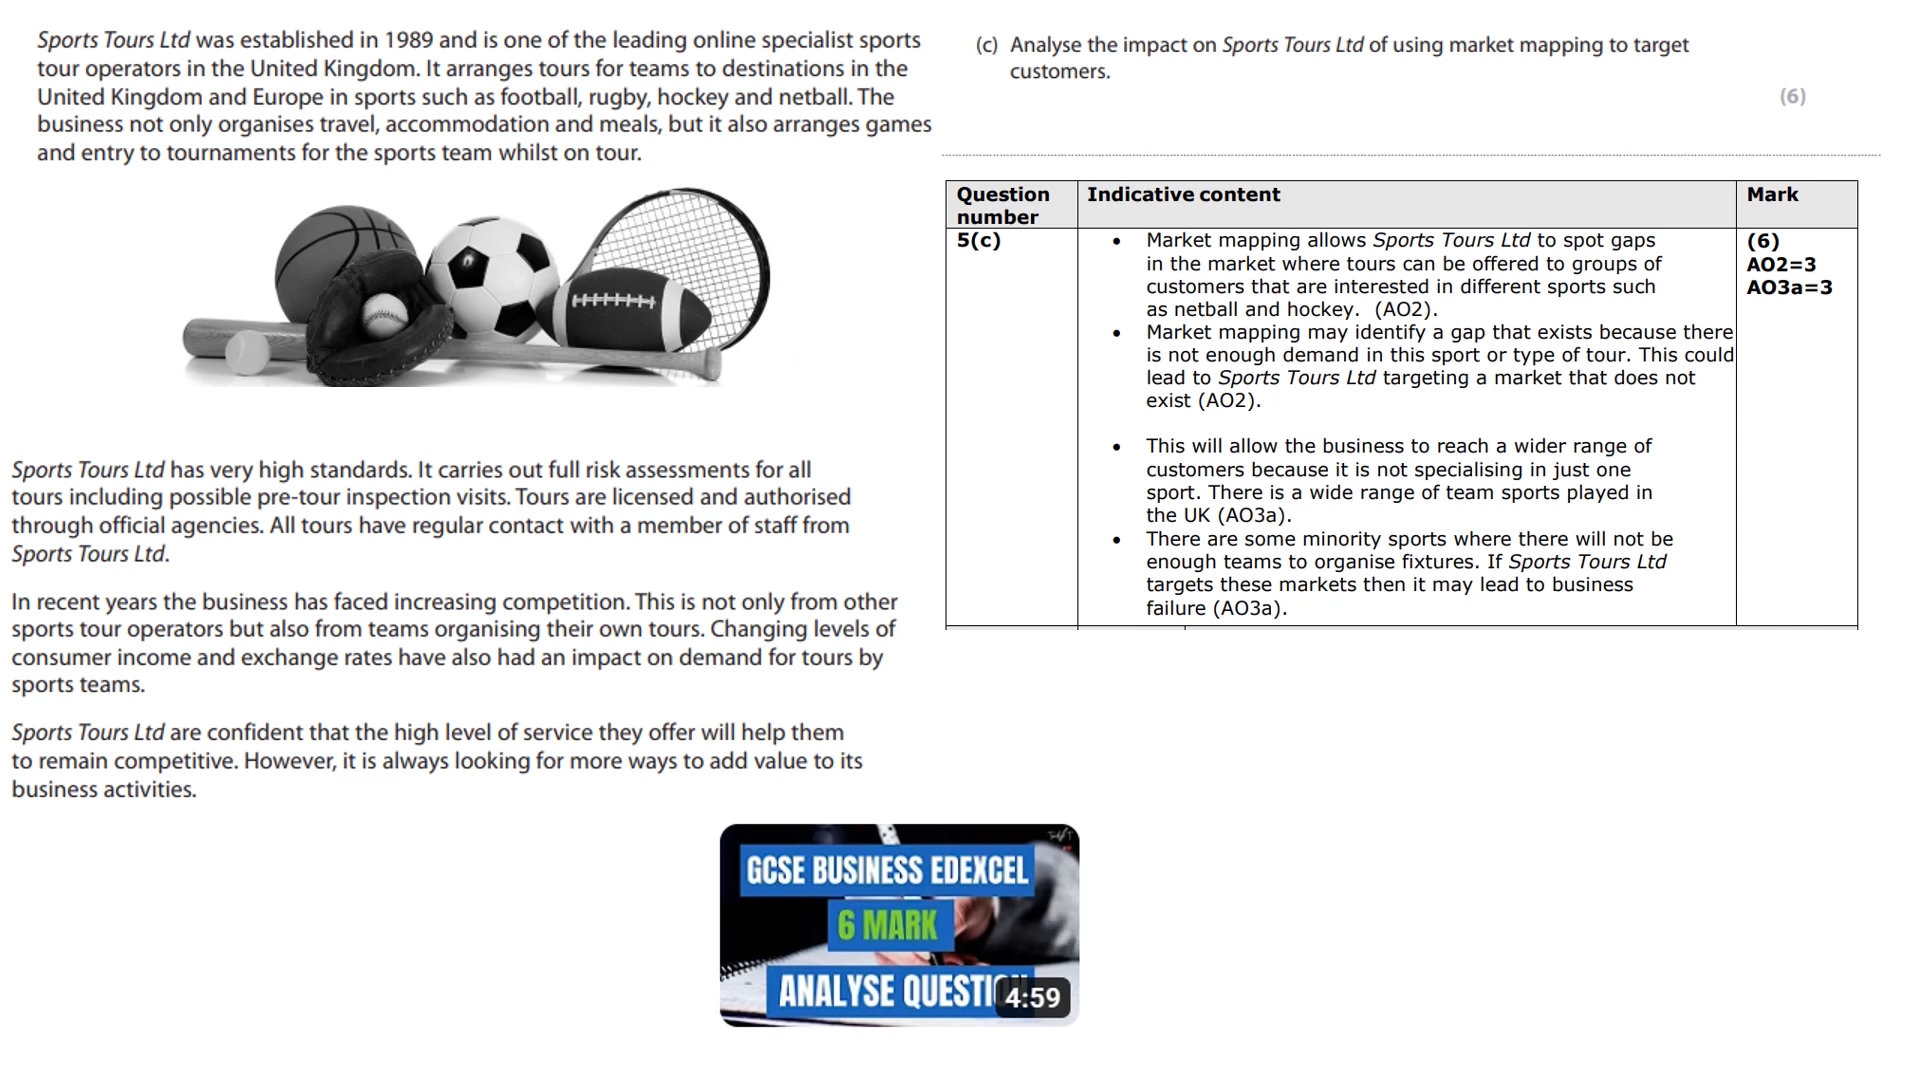 Sports Tours Ltd was established in 1989 and is one of the leading online specialist sports
tour operators in the United Kingdom. It arranges tours for teams to destinations in the
United Kingdom and Europe in sports such as football, rugby, hockey and netball. The
business not only organises travel, accommodation and meals, but it also arranges games
and entry to tournaments for the sports team whilst on tour.
Sports Tours Ltd has very high standards. It carries out full risk assessments for all
tours including possible pre-tour inspection visits. Tours are licensed and authorised
through official agencies. All tours have regular contact with a member of staff from
Sports Tours Ltd.
In recent years the business has faced increasing competition. This is not only from other
sports tour operators but also from teams organising their own tours. Changing levels of
consumer income and exchange rates have also had an impact on demand for tours by
sports teams.
Sports Tours Ltd are confident that the high level of service they offer will help them
to remain competitive. However, it is always looking for more ways to add value to its
business activities.
(c) Analyse the impact on Sports Tours Ltd of using market mapping to target
customers.
(6)
Question number
Indicative content
Mark
5(c)
• Market mapping allows Sports Tours Ltd to spot gaps
in the market where tours can be offered to groups of
customers that are interested in different sports such
as netball and hockey. (AO2).
• Market mapping may identify a gap that exists because there
is not enough demand in this sport or type of tour. This could
lead to Sports Tours Ltd targeting a market that does not
exist (AO2).
• This will allow the business to reach a wider range of
customers because it is not specialising in just one
sport. There is a wide range of team sports played in
the UK (AO3a).
• There are some minority sports where there will not be
enough teams to organise fixtures. If Sports Tours Ltd
targets these markets then it may lead to business
failure (AO3a).
(6)
AO2=3
AO3a=3
GCSE BUSINESS EDEXCEL
6 MARK
ANALYSE
4:59